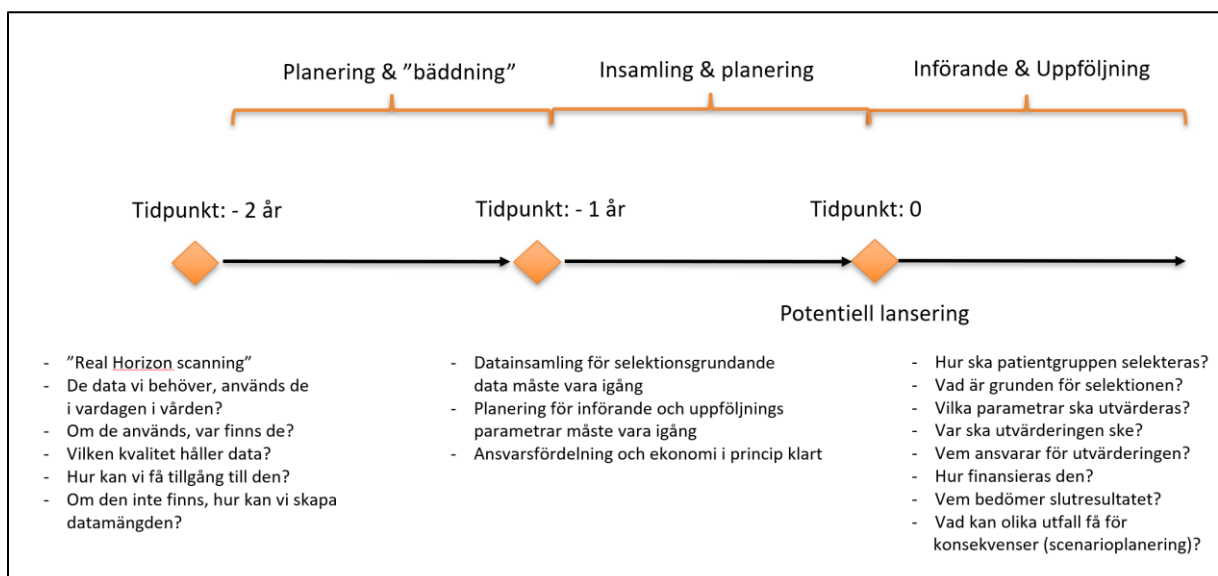 Planering & ”bäddning”
Insamling & planering
Införande & Uppföljning
Tidpunkt: - 2 år
Tidpunkt: - 1 år
Tidpunkt: 0
Potentiell lansering
- ”Real Horizon scanning”
- De data vi behöver, används de
i vardagen i vården?
- Om de används, var finns de?
- Vilken kvalitet håller data?
- Hur kan vi få tillgång till den?
- Om den inte finns, hur kan vi skapa
datamängden?
- Datainsamling för selektionsgrundande
data måste vara igång
- Planering för införande och uppföljnings
parametrar måste vara igång
- Ansvarsfördelning och ekonomi i princip klart
- Hur ska patientgruppen selekteras?
- Vad är grunden för selektionen?
- Vilka parametrar ska utvärderas?
- Var ska utvärderingen ske?
- Vem ansvarar för utvärderingen?
- Hur finansieras den?
- Vem bedömer slutresultatet?
- Vad kan olika utfall få för
konsekvenser (scenarioplanering)?